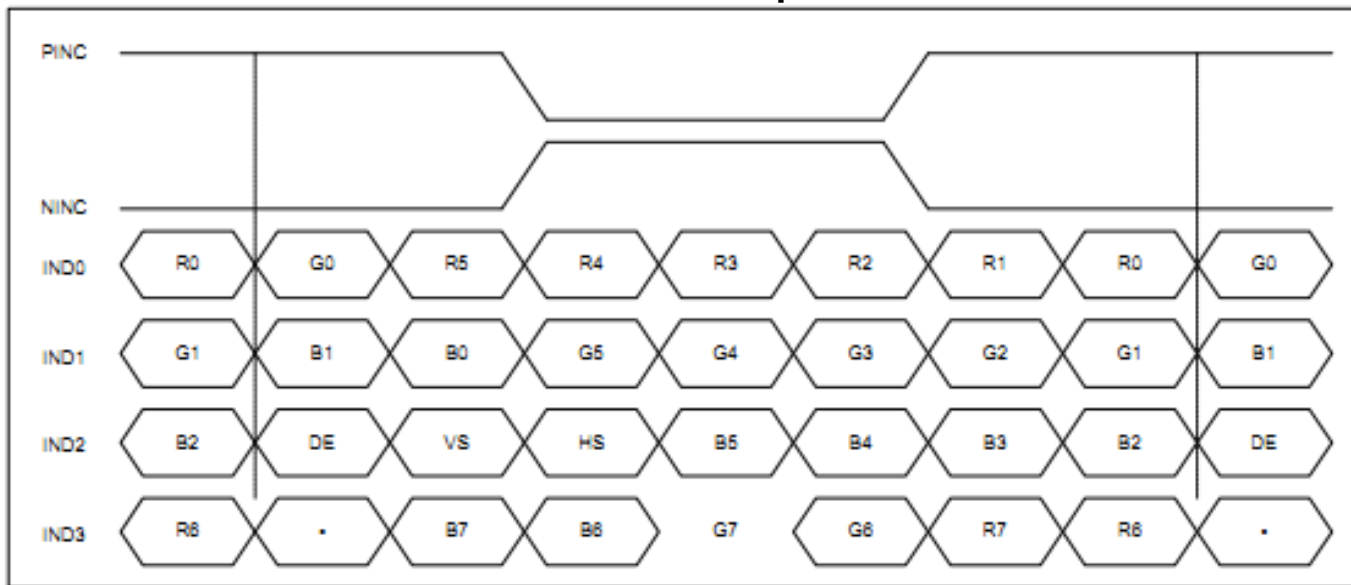 PINC
NINC
IND0 R0 G0 R5 R4 R3 R2 R1 R0 G0
IND1 G1 B1 B0 G5 G4 G3 G2 G1 B1
IND2 B2 DE VS HS B5 B4 B3 B2 DE
IND3 R6 - B7 B6 G7 G6 R7 R6 -